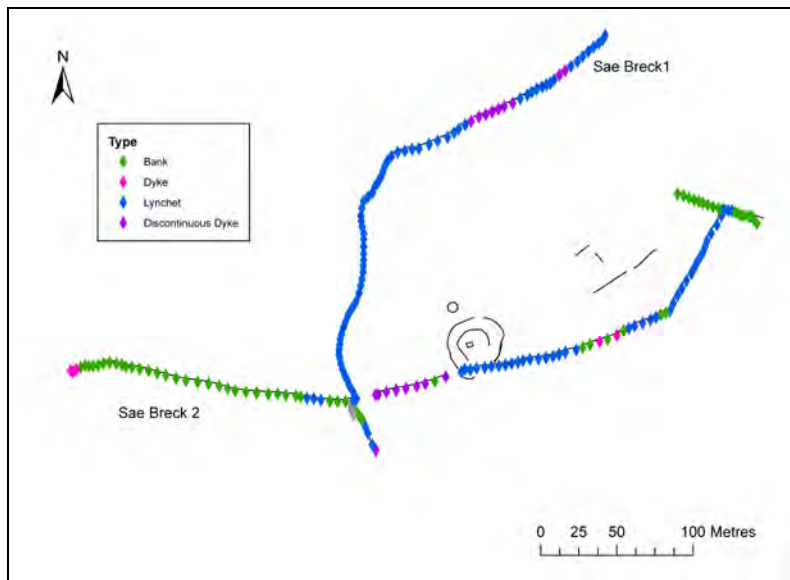 Sae Breck1
N
Type
Bank
Dyke
Lynchet
Discontinuous Dyke
Sae Breck 2
0 25 50 100 Metres